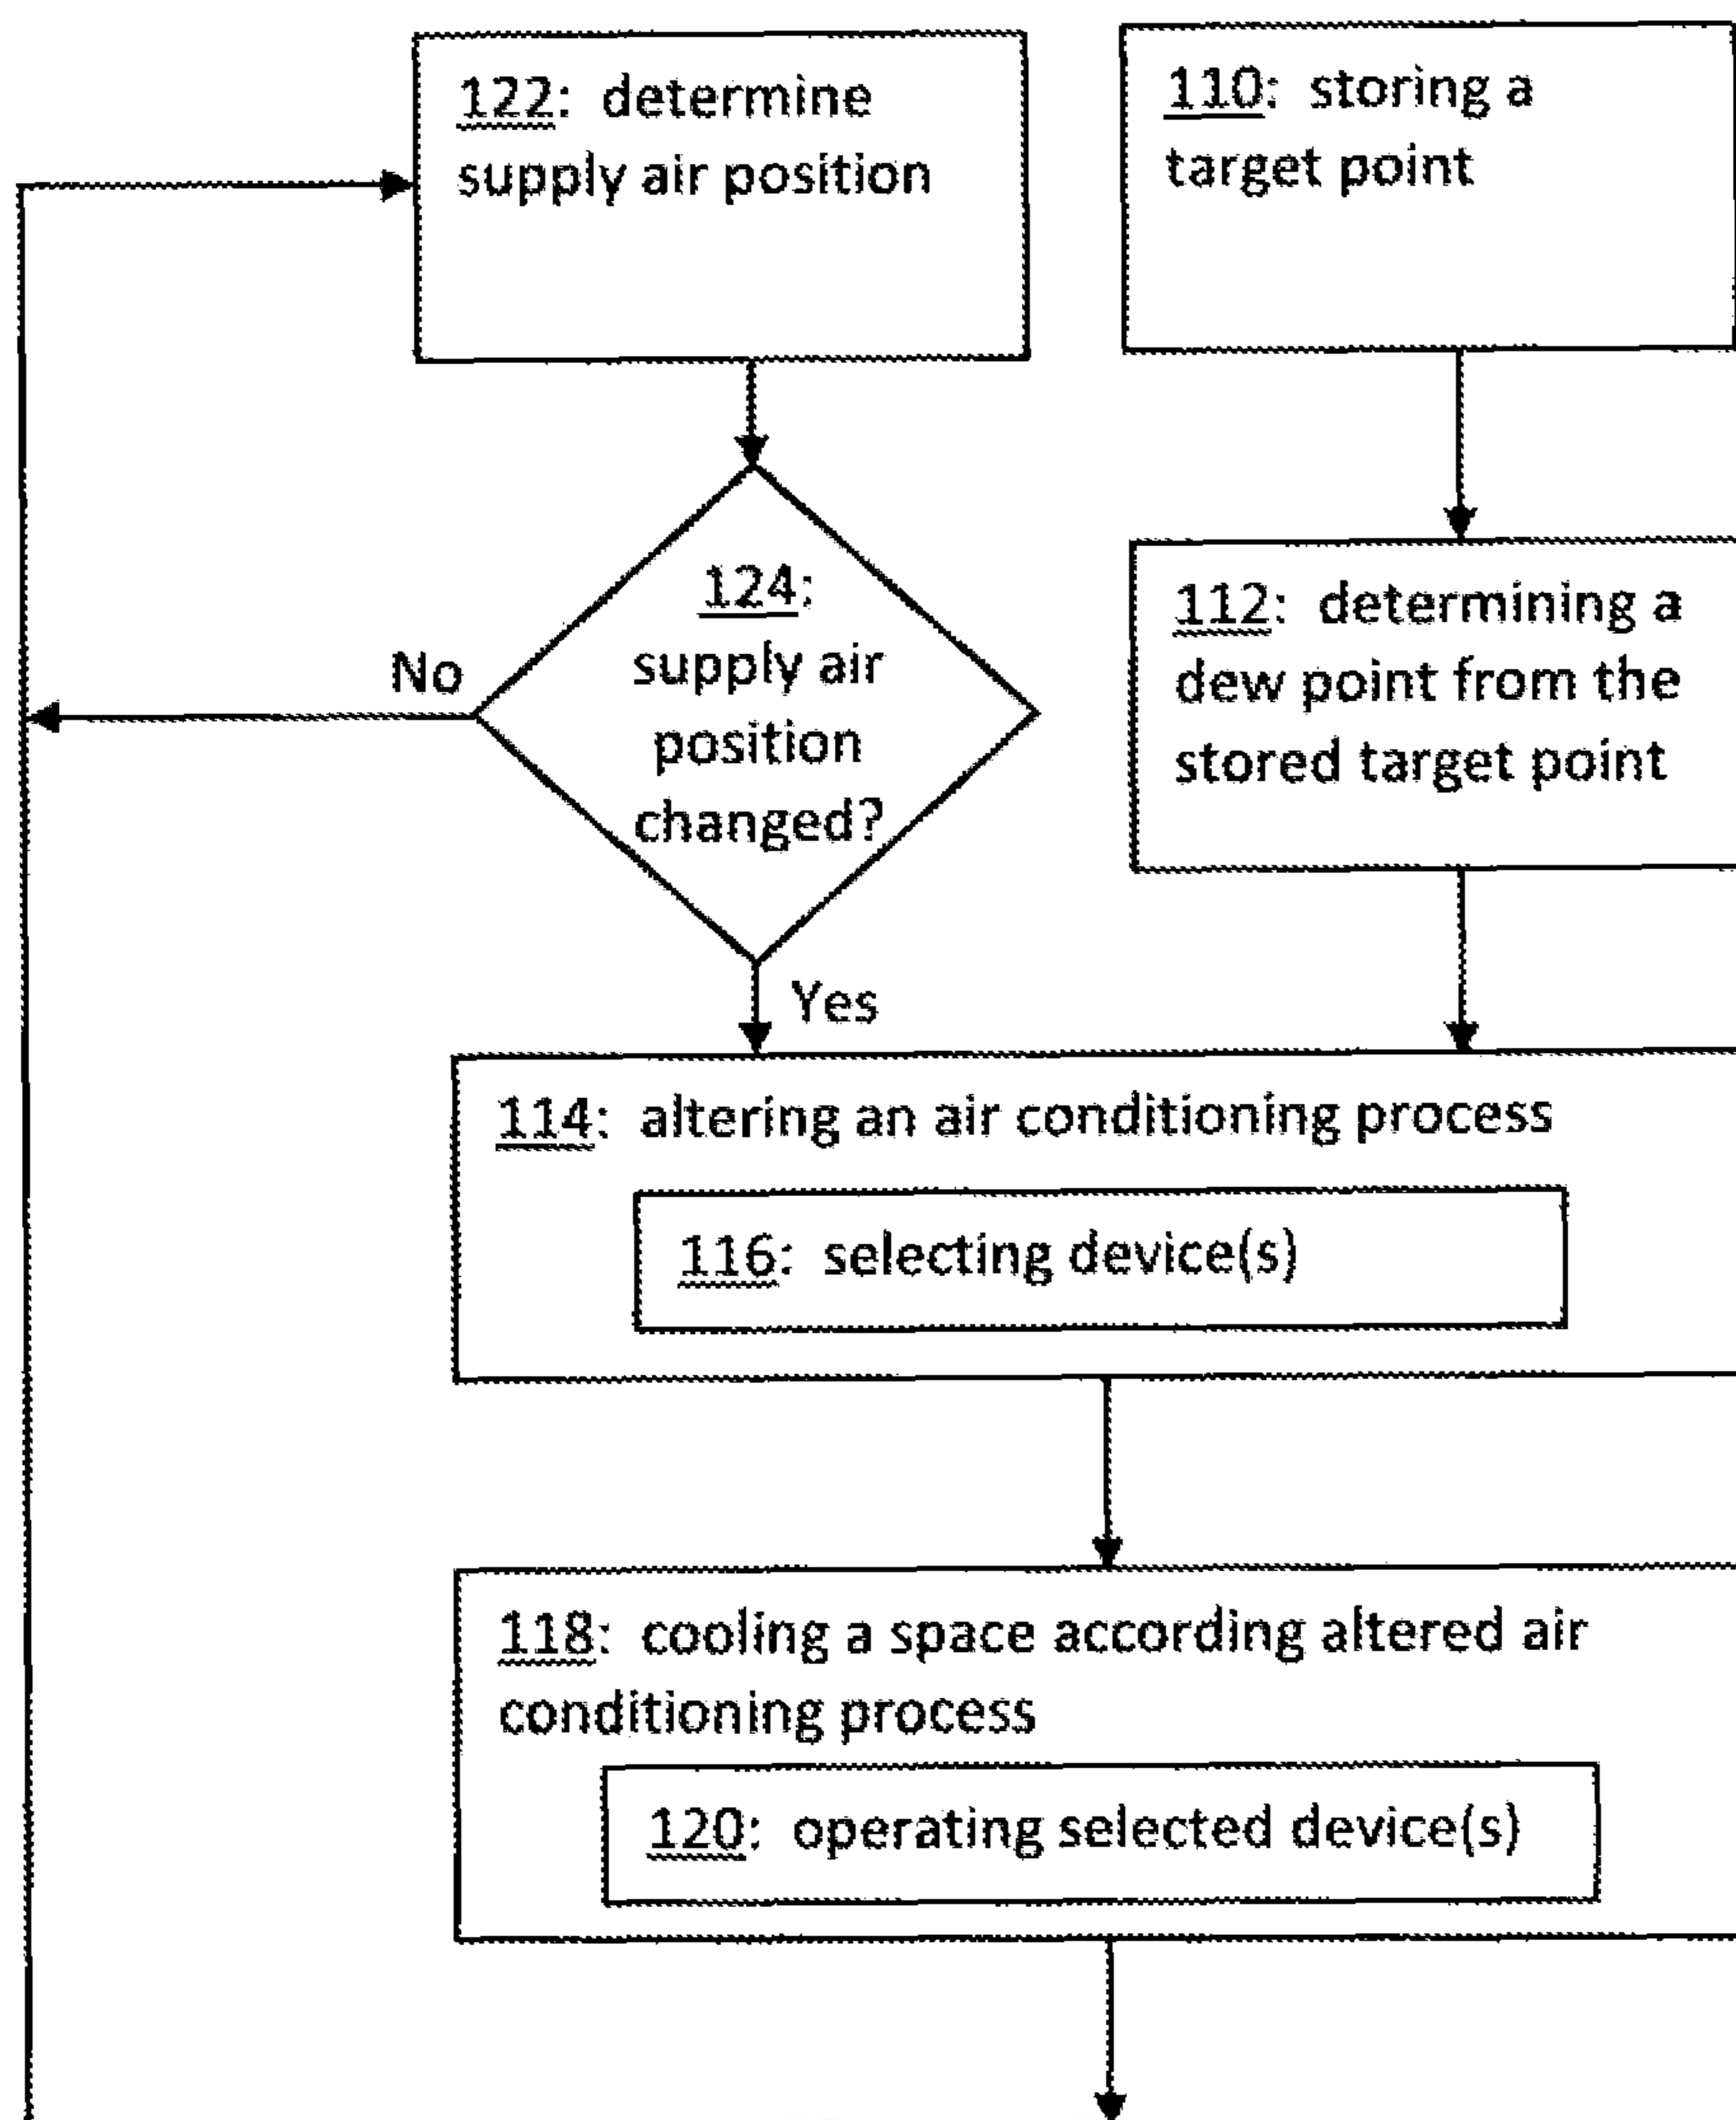 122: determine
supply air position
110: storing a
target point
124:
supply air
position
changed?
No
Yes
112: determining a
dew point from the
stored target point
114: altering an air conditioning process
116: selecting device(s)
118: cooling a space according altered air
conditioning process
120: operating selected device(s)